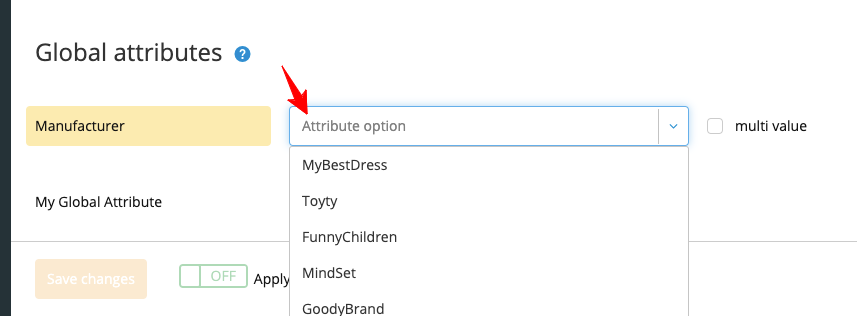 Global attributes ?
Manufacturer
Attribute option
multi value
MyBestDress
Toyty
My Global Attribute
FunnyChildren
MindSet
Save changes
OFF
Apply
GoodyBrand